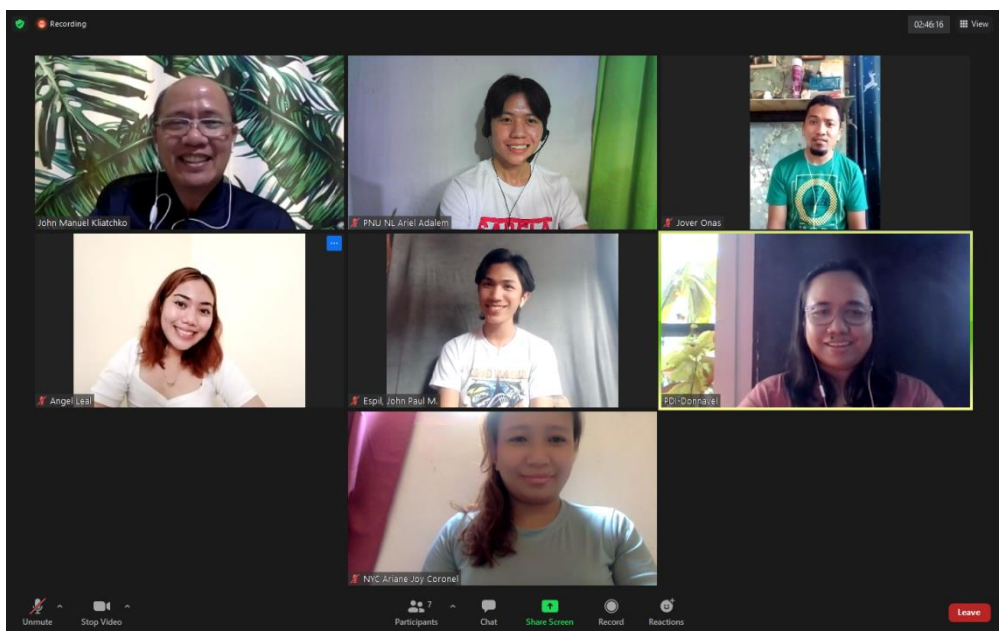 Recording
02:46:16
View
John Manuel Kliatchko
PNU NL Ariel Adalem
Jover Onas
Angel Leal
Espil, John Paul M.
PDI-Donnavel
NYC Ariane Joy Coronel
Unmute
Stop Video
Participants
7
Chat
Share Screen
Record
Reactions
Leave